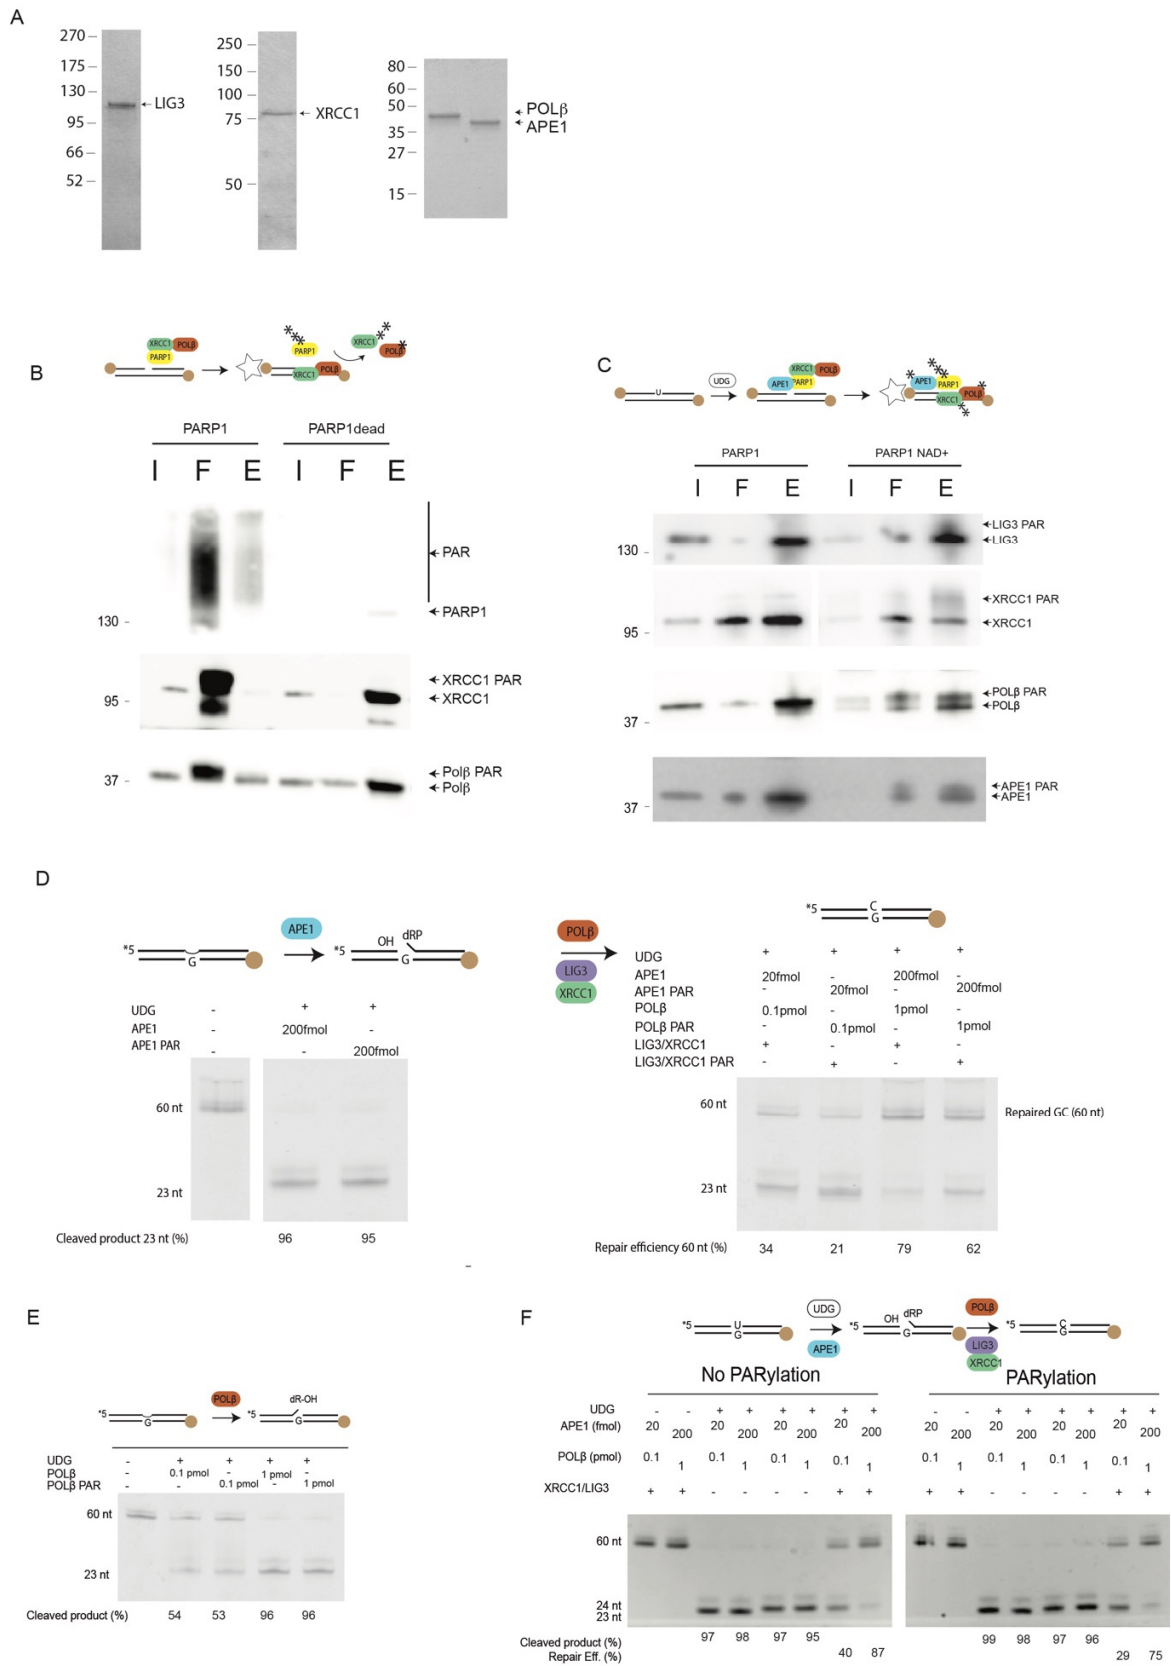 A
270
175
130
95
66
52
LIG3
250
150
100
75
50
XRCC1
80
60
50
35
27
15
POLβ
APE1
B
XRCC1 POLβ
PARP1
PARP1
XRCC1 POLβ
XRCC1
POLβ
PARP1 PARP1dead
I F E I F E
PAR
PARP1
130
XRCC1 PAR
95
XRCC1
Polβ PAR
37
Polβ
C
U
UDG
XRCC1 POLβ
APE1 PARP1
APE1 PARP1
XRCC1 POLβ
PARP1 PARP1 NAD+
I F E I F E
LIG3 PAR
LIG3
130
XRCC1 PAR
XRCC1
95
POLβ PAR
POLβ
37
APE1 PAR
APE1
37
D
*5
G
APE1
*5 OH dRP
G
UDG - + +
APE1 - 200fmol -
APE1 PAR - - 200fmol
60 nt
23 nt
Cleaved product 23 nt (%) 96 95
POLβ
LIG3
XRCC1
*5 C
G
UDG + + + +
APE1 20fmol - 200fmol -
APE1 PAR - 20fmol - 200fmol
POLβ 0.1pmol - 1pmol -
POLβ PAR - 0.1pmol - 1pmol
LIG3/XRCC1 + - + -
LIG3/XRCC1 PAR - + - +
60 nt
Repaired GC (60 nt)
23 nt
Repair efficiency 60 nt (%) 34 21 79 62
E
*5
G
POLβ
*5 dR-OH
G
UDG - + + + +
POLβ - 0.1 pmol - 1 pmol -
POLβ PAR - - 0.1 pmol - 1 pmol
60 nt
23 nt
Cleaved product (%) 54 53 96 96
F
*5 U
G
UDG
APE1
*5 OH dRP
G
POLβ
LIG3
XRCC1
*5 C
G
No PARylation PARylation
UDG - - + + + + + + - - + + + + + +
APE1 (fmol) 20 200 20 200 20 200 20 200 20 200 20 200 20 200 20 200
POLβ (pmol) 0.1 1 0.1 1 0.1 1 0.1 1 0.1 1 0.1 1
XRCC1/LIG3 + + - - - - + + + + - - - - + +
60 nt
24 nt
23 nt
Cleaved product (%) 97 98 97 95 99 98 97 96
Repair Eff. (%) 40 87 29 75